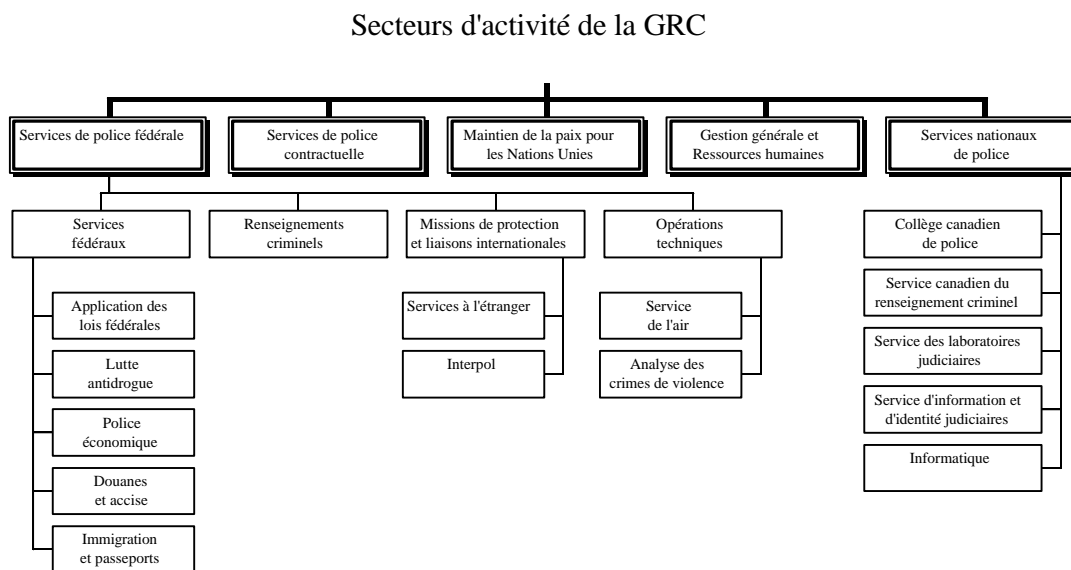 Secteurs d'activité de la GRC
Services de police fédérale
Services de police
contractuelle
Maintien de la paix pour
les Nations Unies
Gestion générale et
Ressources humaines
Services nationaux
de police
Services
fédéraux
Renseignements
criminels
Missions de protection
et liaisons internationales
Opérations
techniques
Application des
lois fédérales
Lutte
antidrogue
Police
économique
Douanes
et accise
Immigration
et passeports
Services à l'étranger
Interpol
Service
de l'air
Analyse des
crimes de violence
Collège canadien
de police
Service canadien du
renseignement criminel
Service des laboratoires
judiciaires
Service d'information et
d'identité judiciaires
Informatique